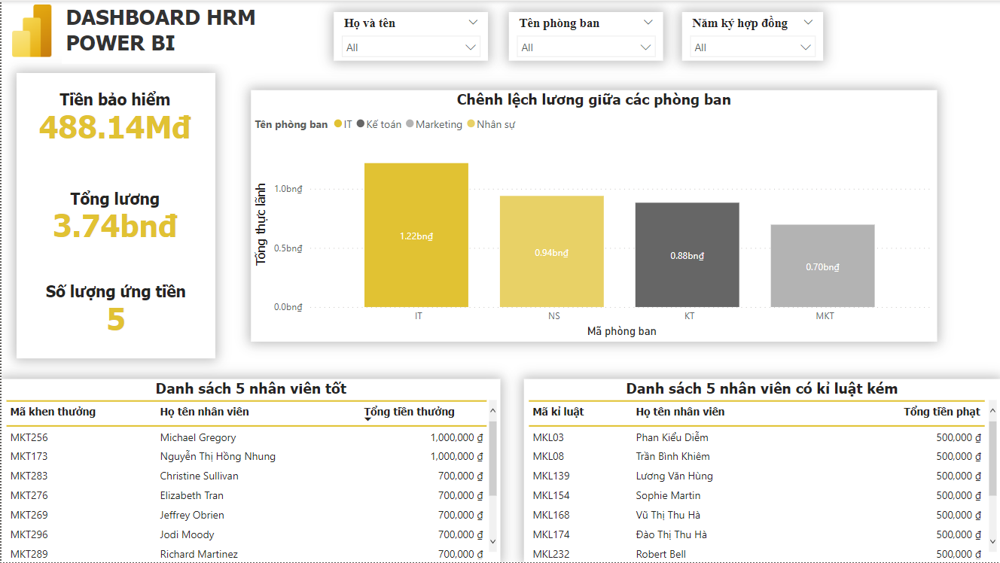 DASHBOARD HRM
POWER BI
Họ và tên
All
Tên phòng ban
All
Năm ký hợp đồng
All
Tiền bảo hiểm
488.14Mđ
Tổng lương
3.74bnđ
Số lượng ứng tiền
5
Chênh lệch lương giữa các phòng ban
Tên phòng ban IT Kế toán Marketing Nhân sự
Tổng thực lãnh
1.0bn₫
0.5bn₫
0.0bn₫
1.22bn₫
0.94bn₫
0.88bn₫
0.70bn₫
IT NS KT MKT
Mã phòng ban
Danh sách 5 nhân viên tốt
Mã khen thưởng Họ tên nhân viên Tổng tiền thưởng
MKT256 Michael Gregory 1,000,000 ₫
MKT173 Nguyễn Thị Hồng Nhung 1,000,000 ₫
MKT283 Christine Sullivan 700,000 ₫
MKT276 Elizabeth Tran 700,000 ₫
MKT269 Jeffrey Obrien 700,000 ₫
MKT296 Jodi Moody 700,000 ₫
MKT289 Richard Martinez 700,000 ₫
Danh sách 5 nhân viên có kỉ luật kém
Mã kỉ luật Họ tên nhân viên Tổng tiền phạt
MKL03 Phan Kiểu Diễm 500,000 ₫
MKL08 Trần Bình Khiêm 500,000 ₫
MKL139 Lương Văn Hùng 500,000 ₫
MKL154 Sophie Martin 500,000 ₫
MKL168 Vũ Thị Thu Hà 500,000 ₫
MKL174 Đào Thị Thu Hà 500,000 ₫
MKL232 Robert Bell 500,000 ₫